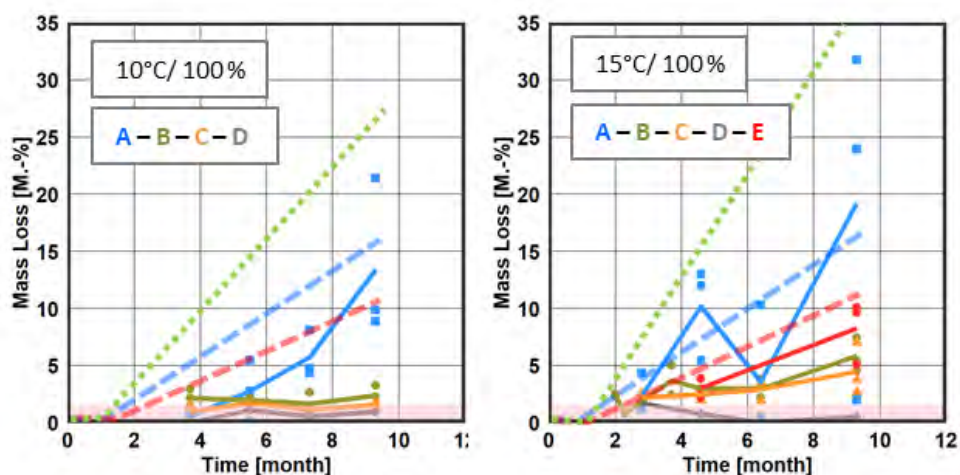 35
30
25
20
15
10
5
0
Mass Loss [M.-%]
10°C/ 100%
A – B – C – D
0 2 4 6 8 10
Time [month]
35
30
25
20
15
10
5
0
Mass Loss [M.-%]
15°C/ 100%
A – B – C – D – E
0 2 4 6 8 10 12
Time [month]